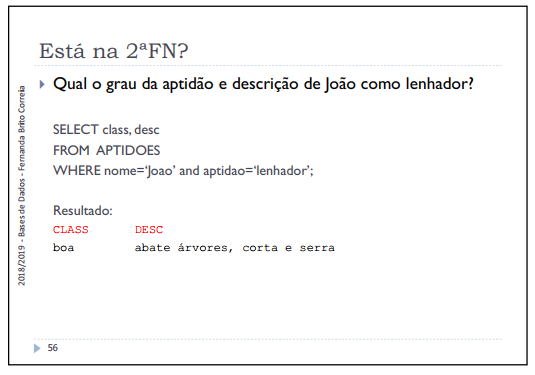 Está na 2ªFN?
Qual o grau da aptidão e descrição de João como lenhador?
SELECT class, desc
FROM APTIDOES
WHERE nome=‘Joao’ and aptidao=‘lenhador’;
Resultado:
CLASS DESC
boa abate árvores, corta e serra
2018/2019 - Bases de Dados - Fernanda Brito Correia
56